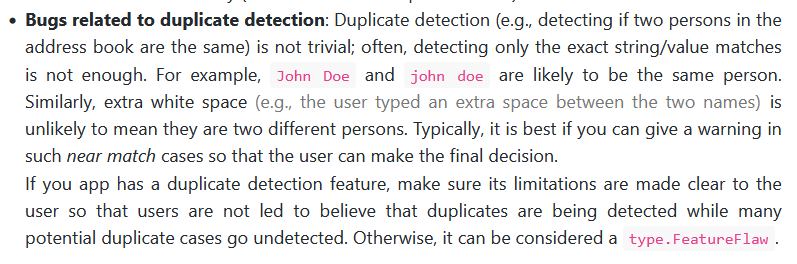 • Bugs related to duplicate detection: Duplicate detection (e.g., detecting if two persons in the
address book are the same) is not trivial; often, detecting only the exact string/value matches
is not enough. For example, John Doe and john doe are likely to be the same person.
Similarly, extra white space (e.g., the user typed an extra space between the two names) is
unlikely to mean they are two different persons. Typically, it is best if you can give a warning in
such near match cases so that the user can make the final decision.
If you app has a duplicate detection feature, make sure its limitations are made clear to the
user so that users are not led to believe that duplicates are being detected while many
potential duplicate cases go undetected. Otherwise, it can be considered a type.FeatureFlaw.